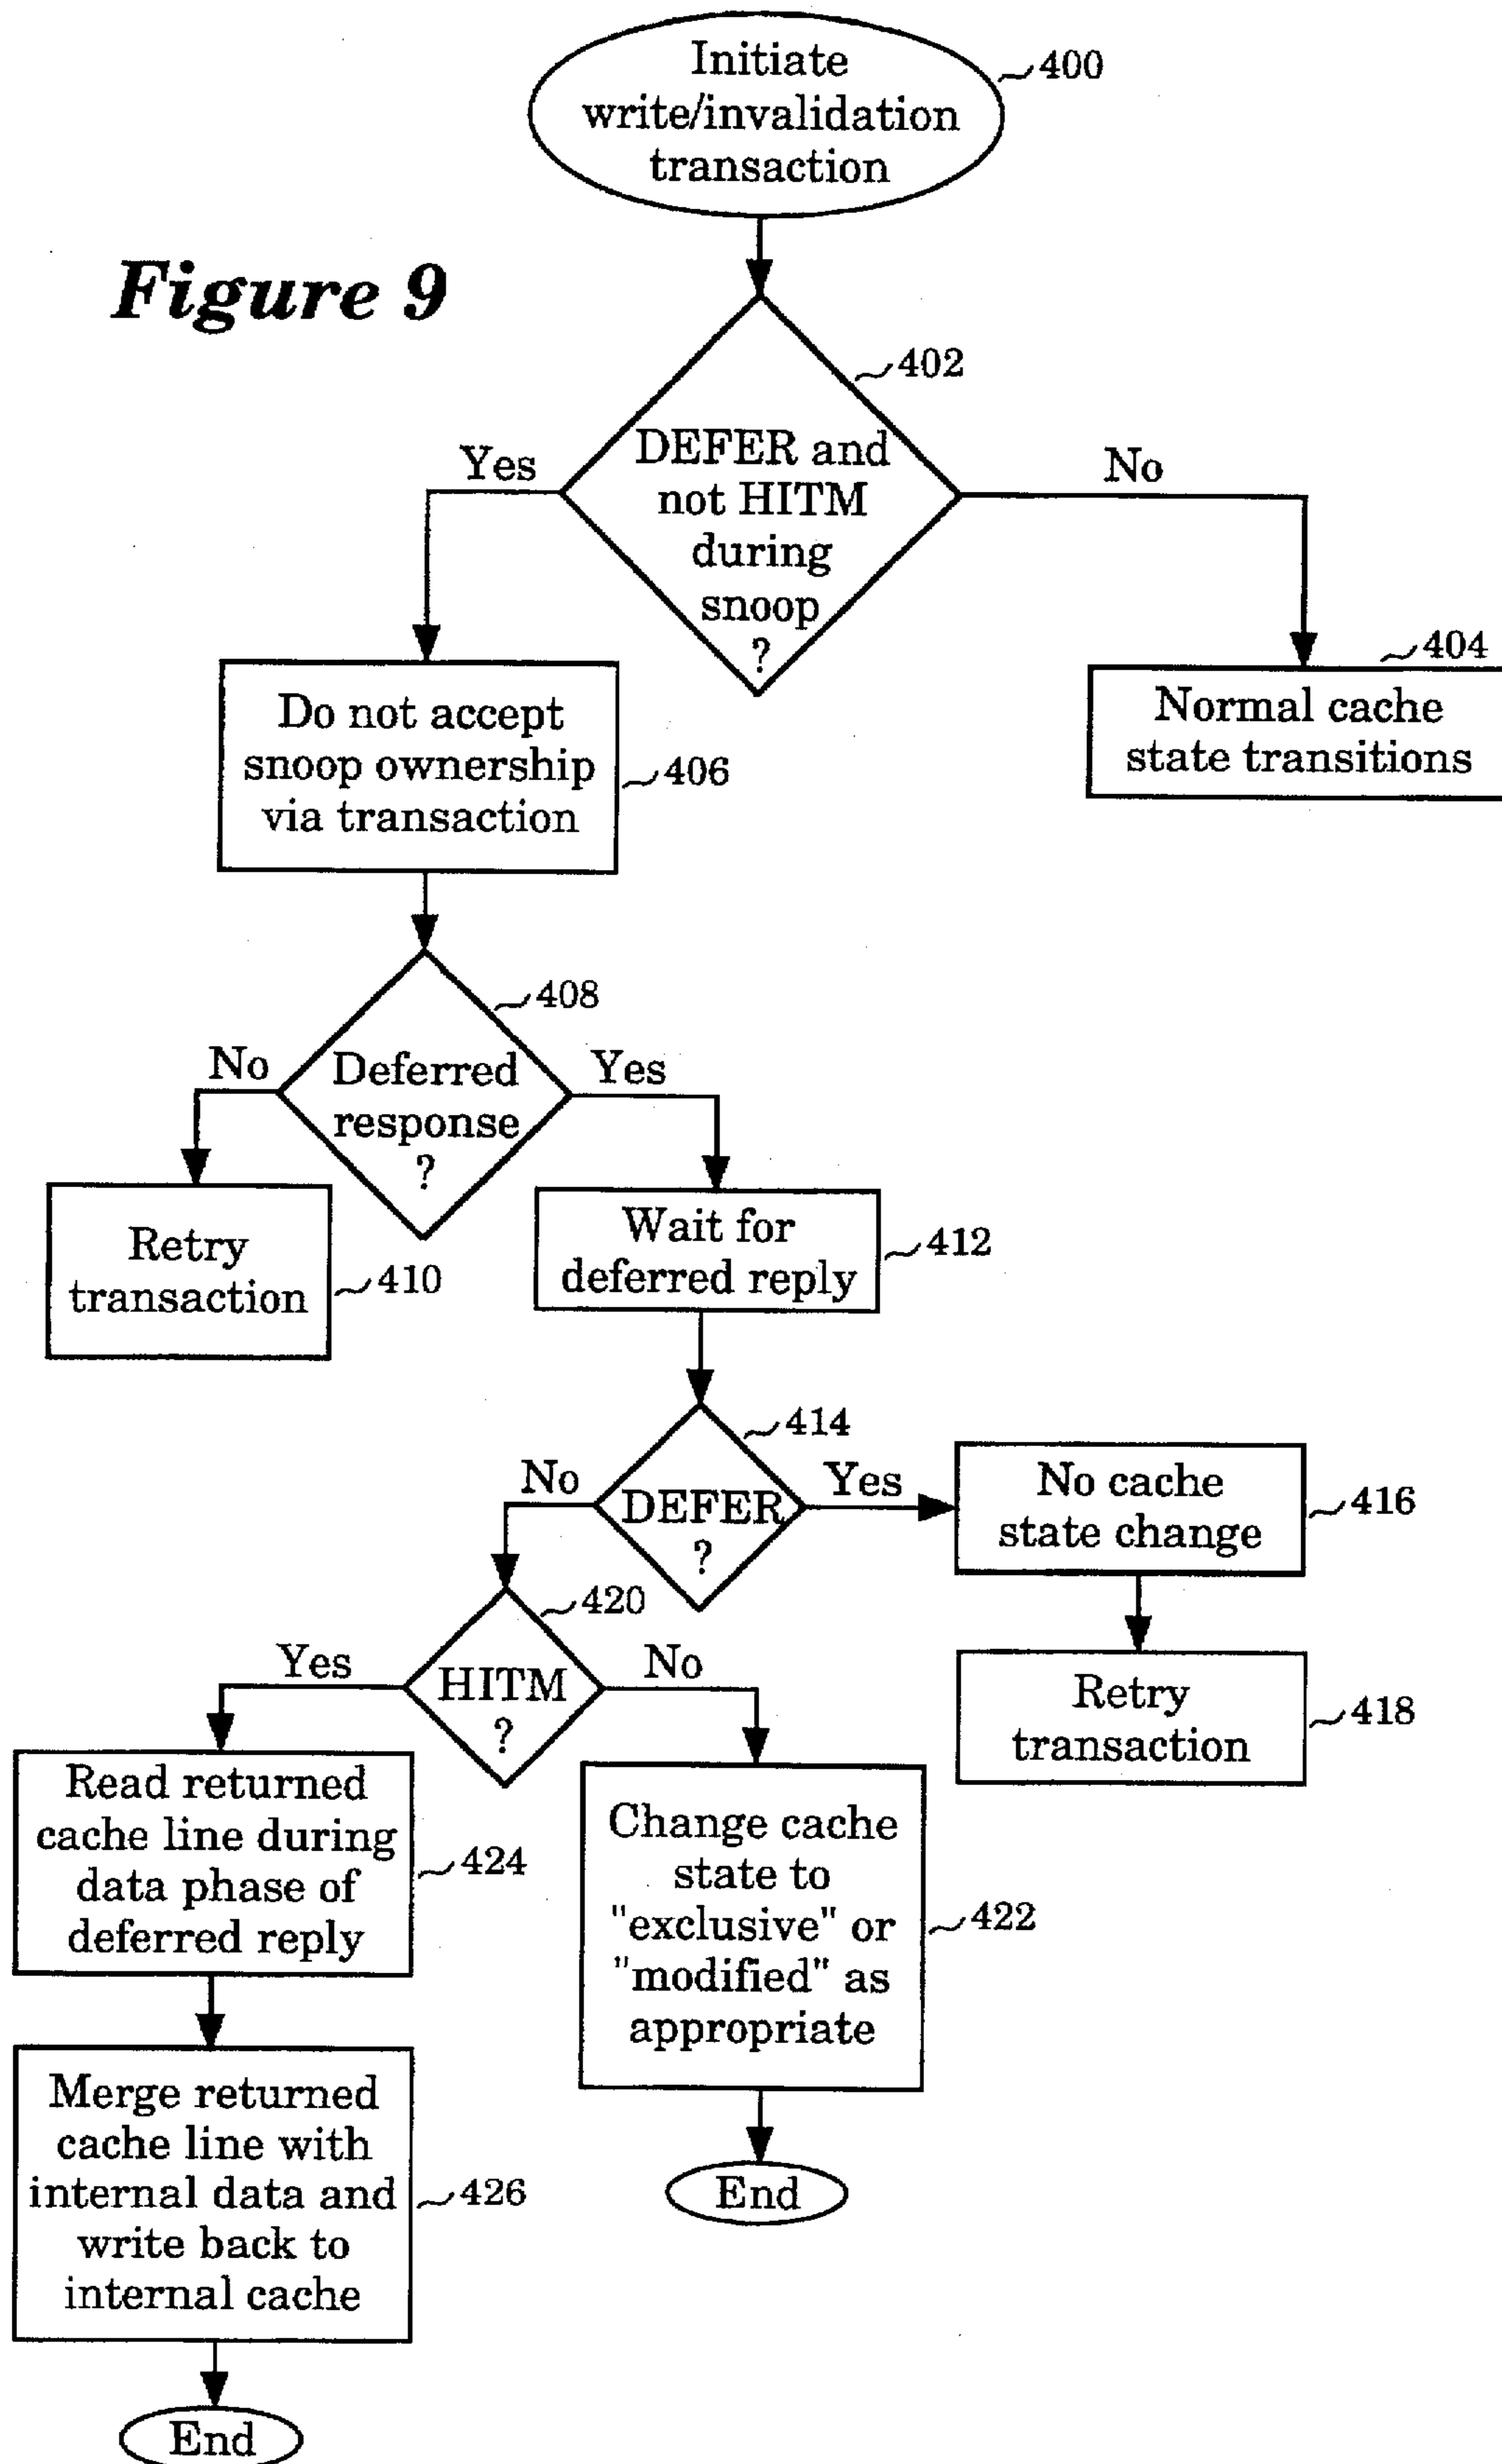 Initiate
write/invalidation
transaction
400
Figure 9
402
DEFER and
not HITM
during
snoop
?
Yes
No
404
Normal cache
state transitions
Do not accept
snoop ownership
via transaction
406
408
Deferred
response
?
No
Yes
Retry
transaction
410
Wait for
deferred reply
412
414
DEFER
?
No
Yes
No cache
state change
416
Retry
transaction
418
420
HITM
?
Yes
No
Read returned
cache line during
data phase of
deferred reply
424
Change cache
state to
"exclusive" or
"modified" as
appropriate
422
End
Merge returned
cache line with
internal data and
write back to
internal cache
426
End